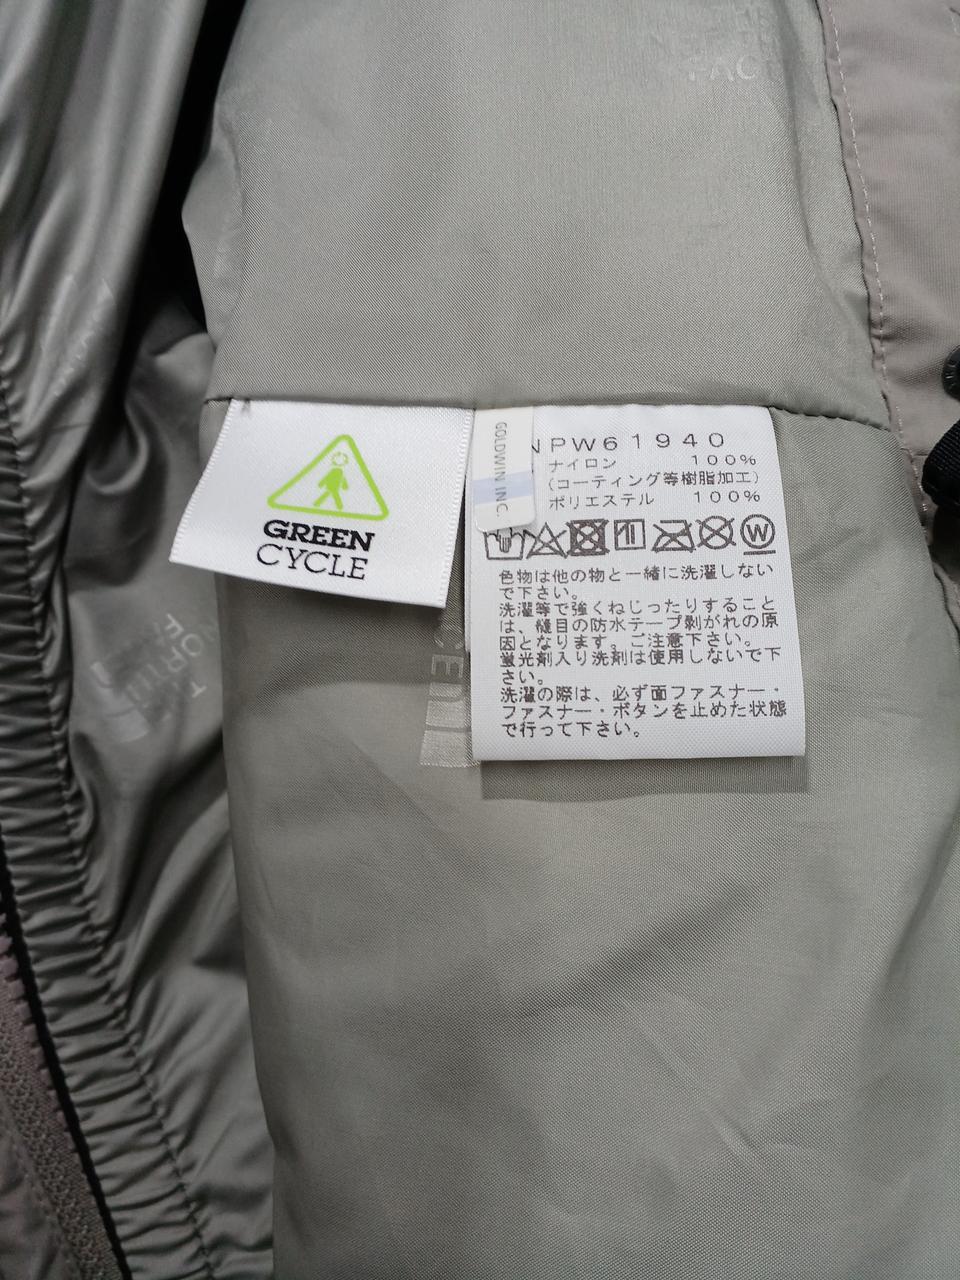 GREEN
CYCLE
GOLDWIN INC.
NPW61940
ナイロン 100%
(コーティング等樹脂加工)
ポリエステル 100%
W
色物は他の物と一緒に洗濯しない
で下さい。
洗濯等で強くねじったりすること
は、縫目の防水テープ剥がれの原
因となります。ご注意下さい。
蛍光剤入り洗剤は使用しないで下
さい。
洗濯の際は、必ず面ファスナー・
ファスナー・ボタンを止めた状態
で行って下さい。